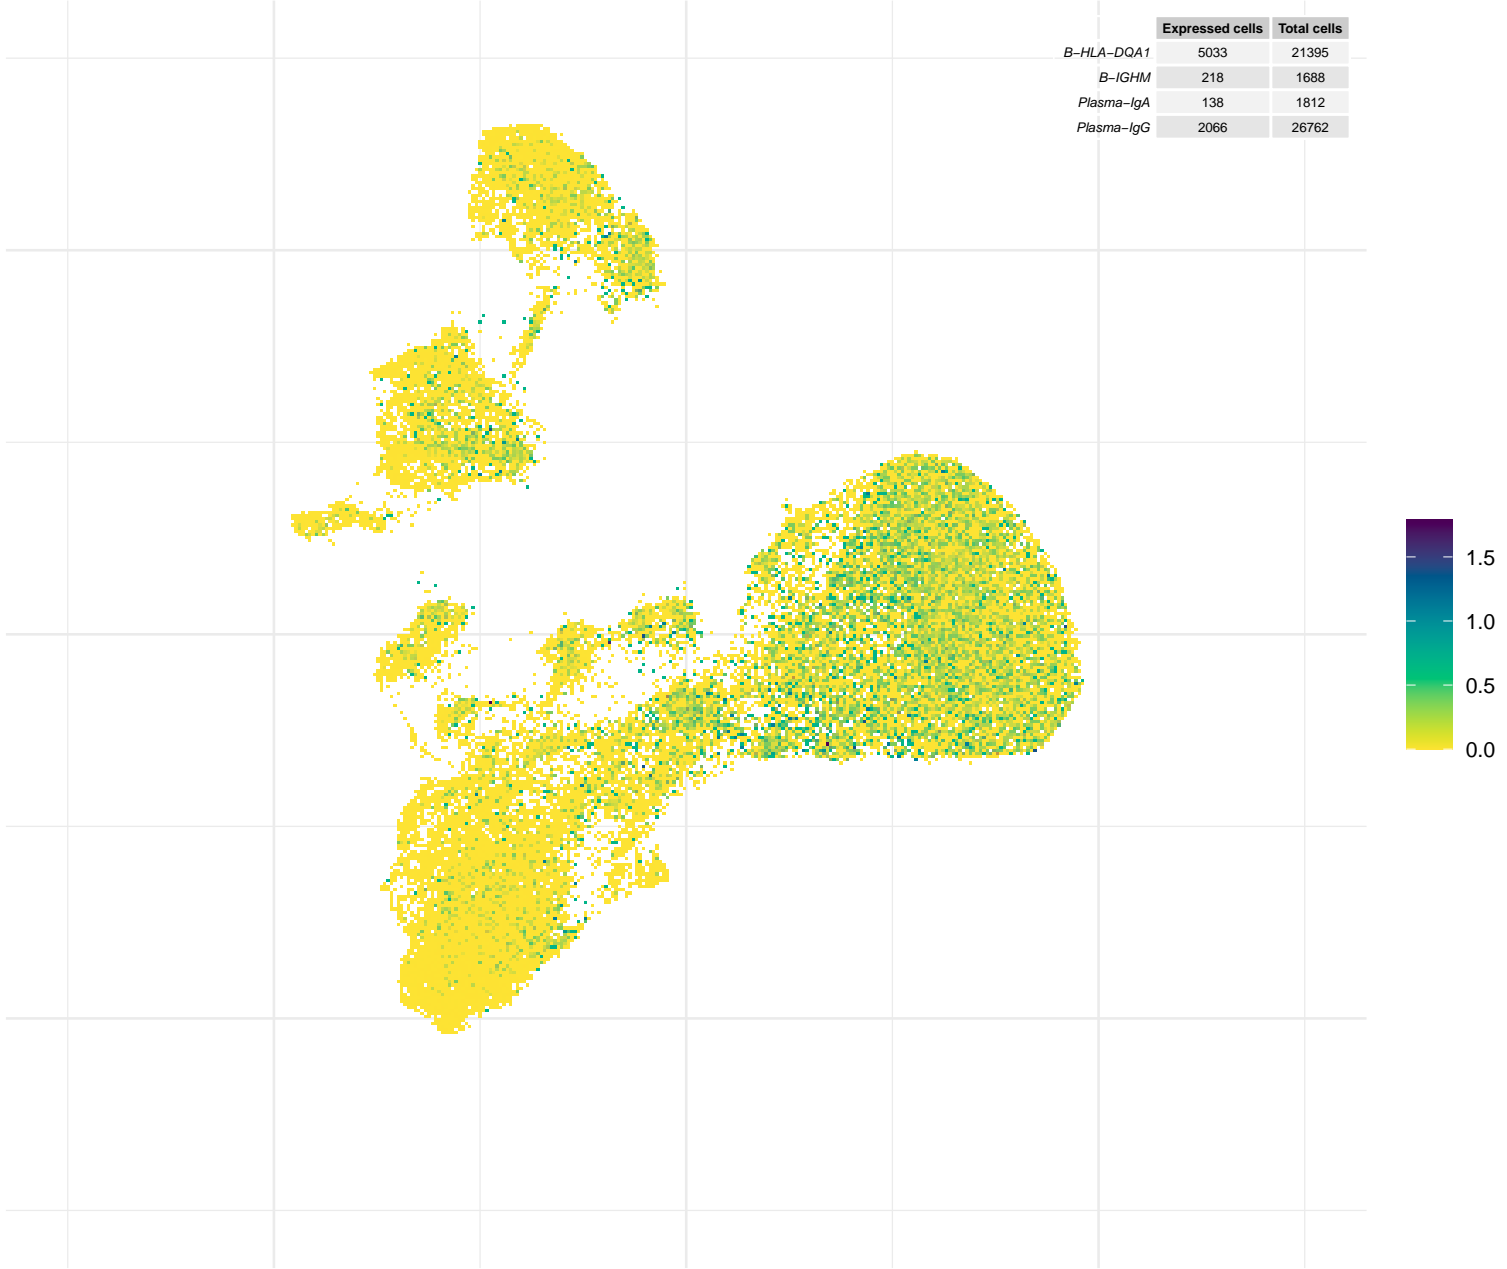 Expressed cells Total cells
B−HLA−DQA1 5033 21395
B−IGHM 218 1688
Plasma−IgA 138 1812
Plasma−IgG 2066 26762
1.5
1.0
0.5
0.0